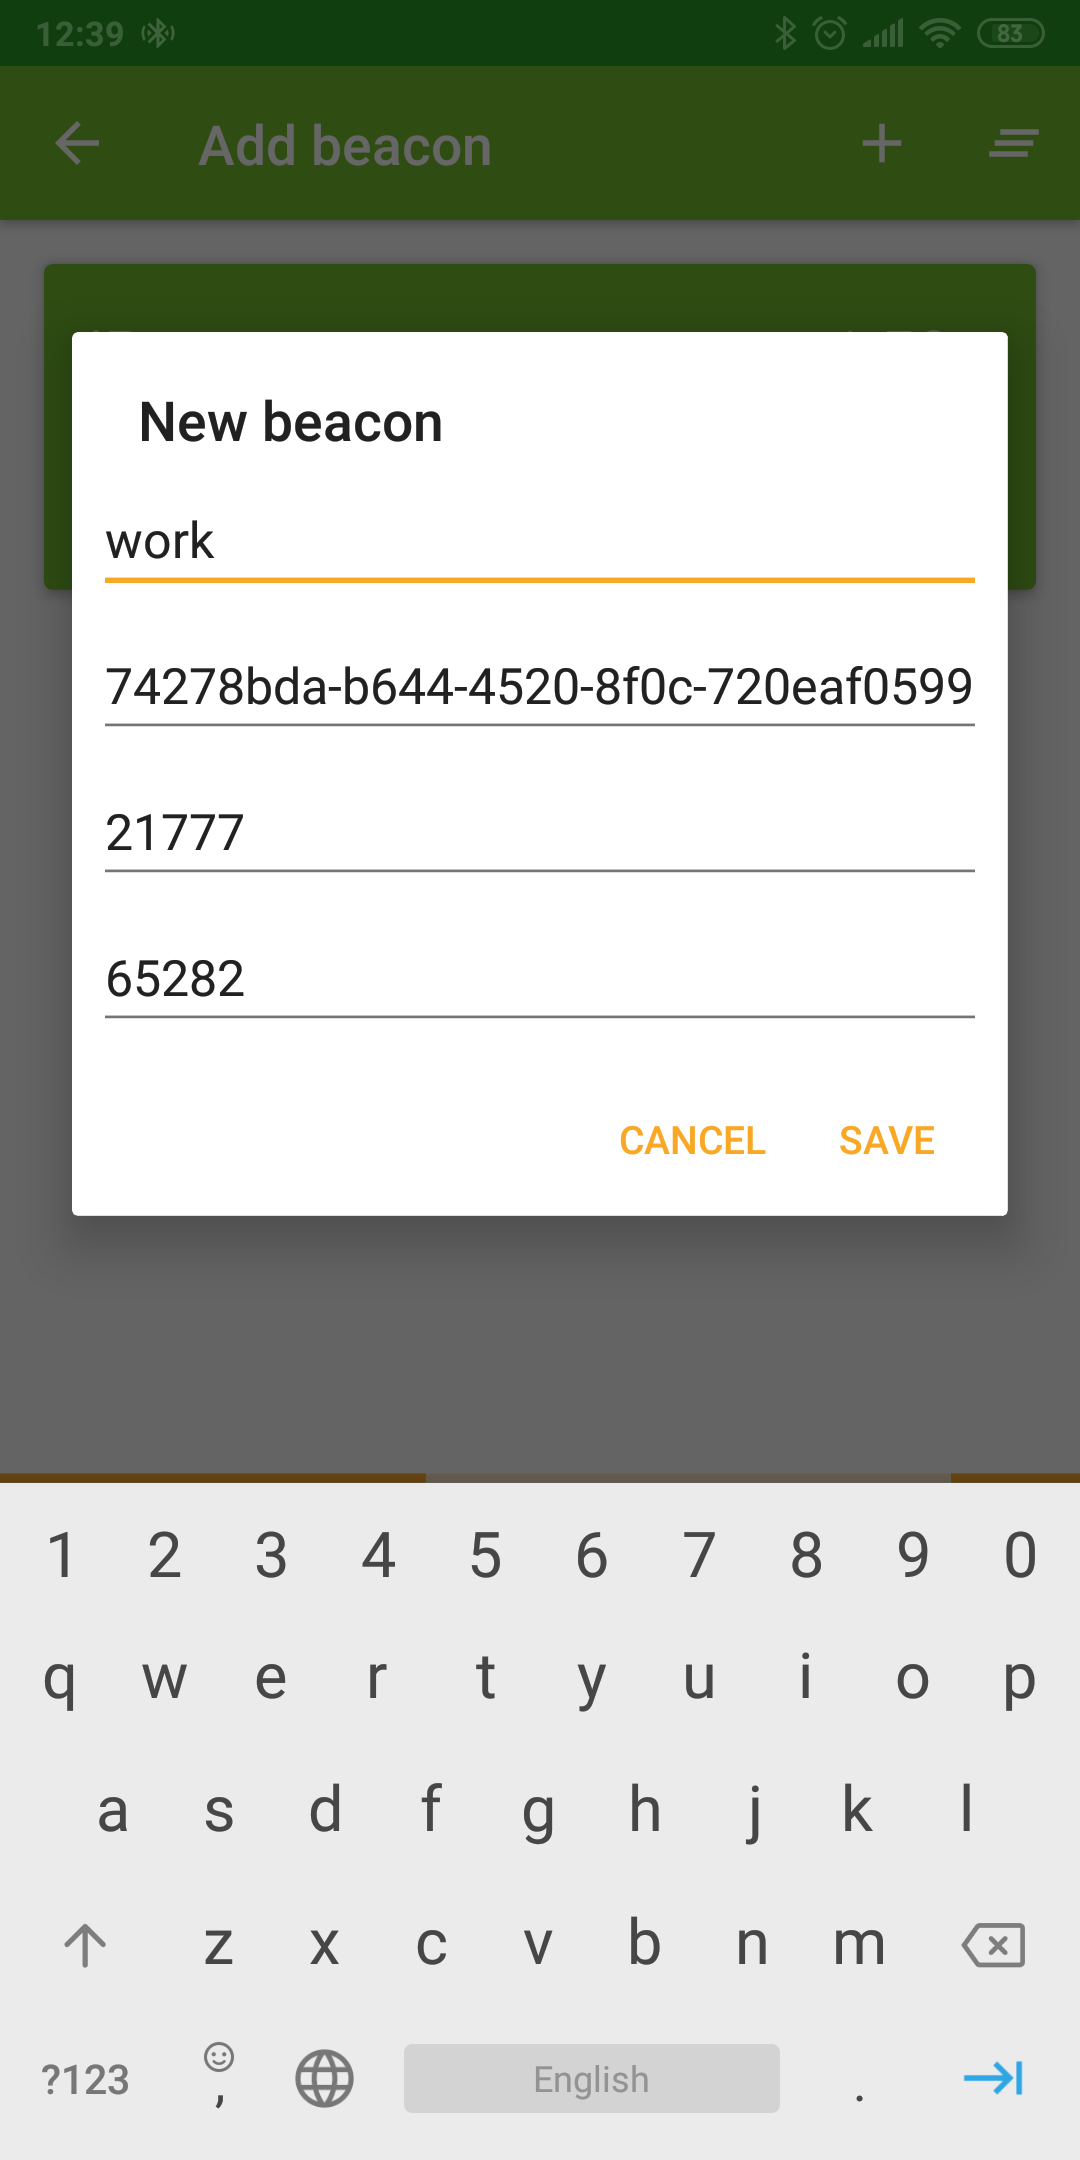 12:39 83
Add beacon
New beacon
work
74278bda-b644-4520-8f0c-720eaf0599
21777
65282
CANCEL SAVE
1 2 3 4 5 6 7 8 9 0
q w e r t y u i o p
a s d f g h j k l
z x c v b n m
?123 , English .